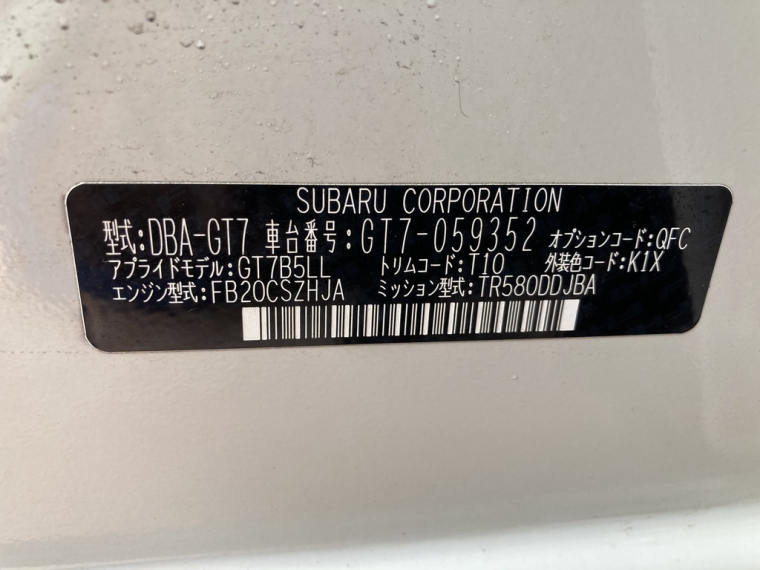 SUBARU CORPORATION
型式:DBA-GT7 車台番号:GT7-059352 オプションコード:QFC
アプライドモデル:GT7B5LL トリムコード:T10 外装色コード:K1X
エンジン型式:FB20CSZHJA ミッション型式:TR580DDJBA